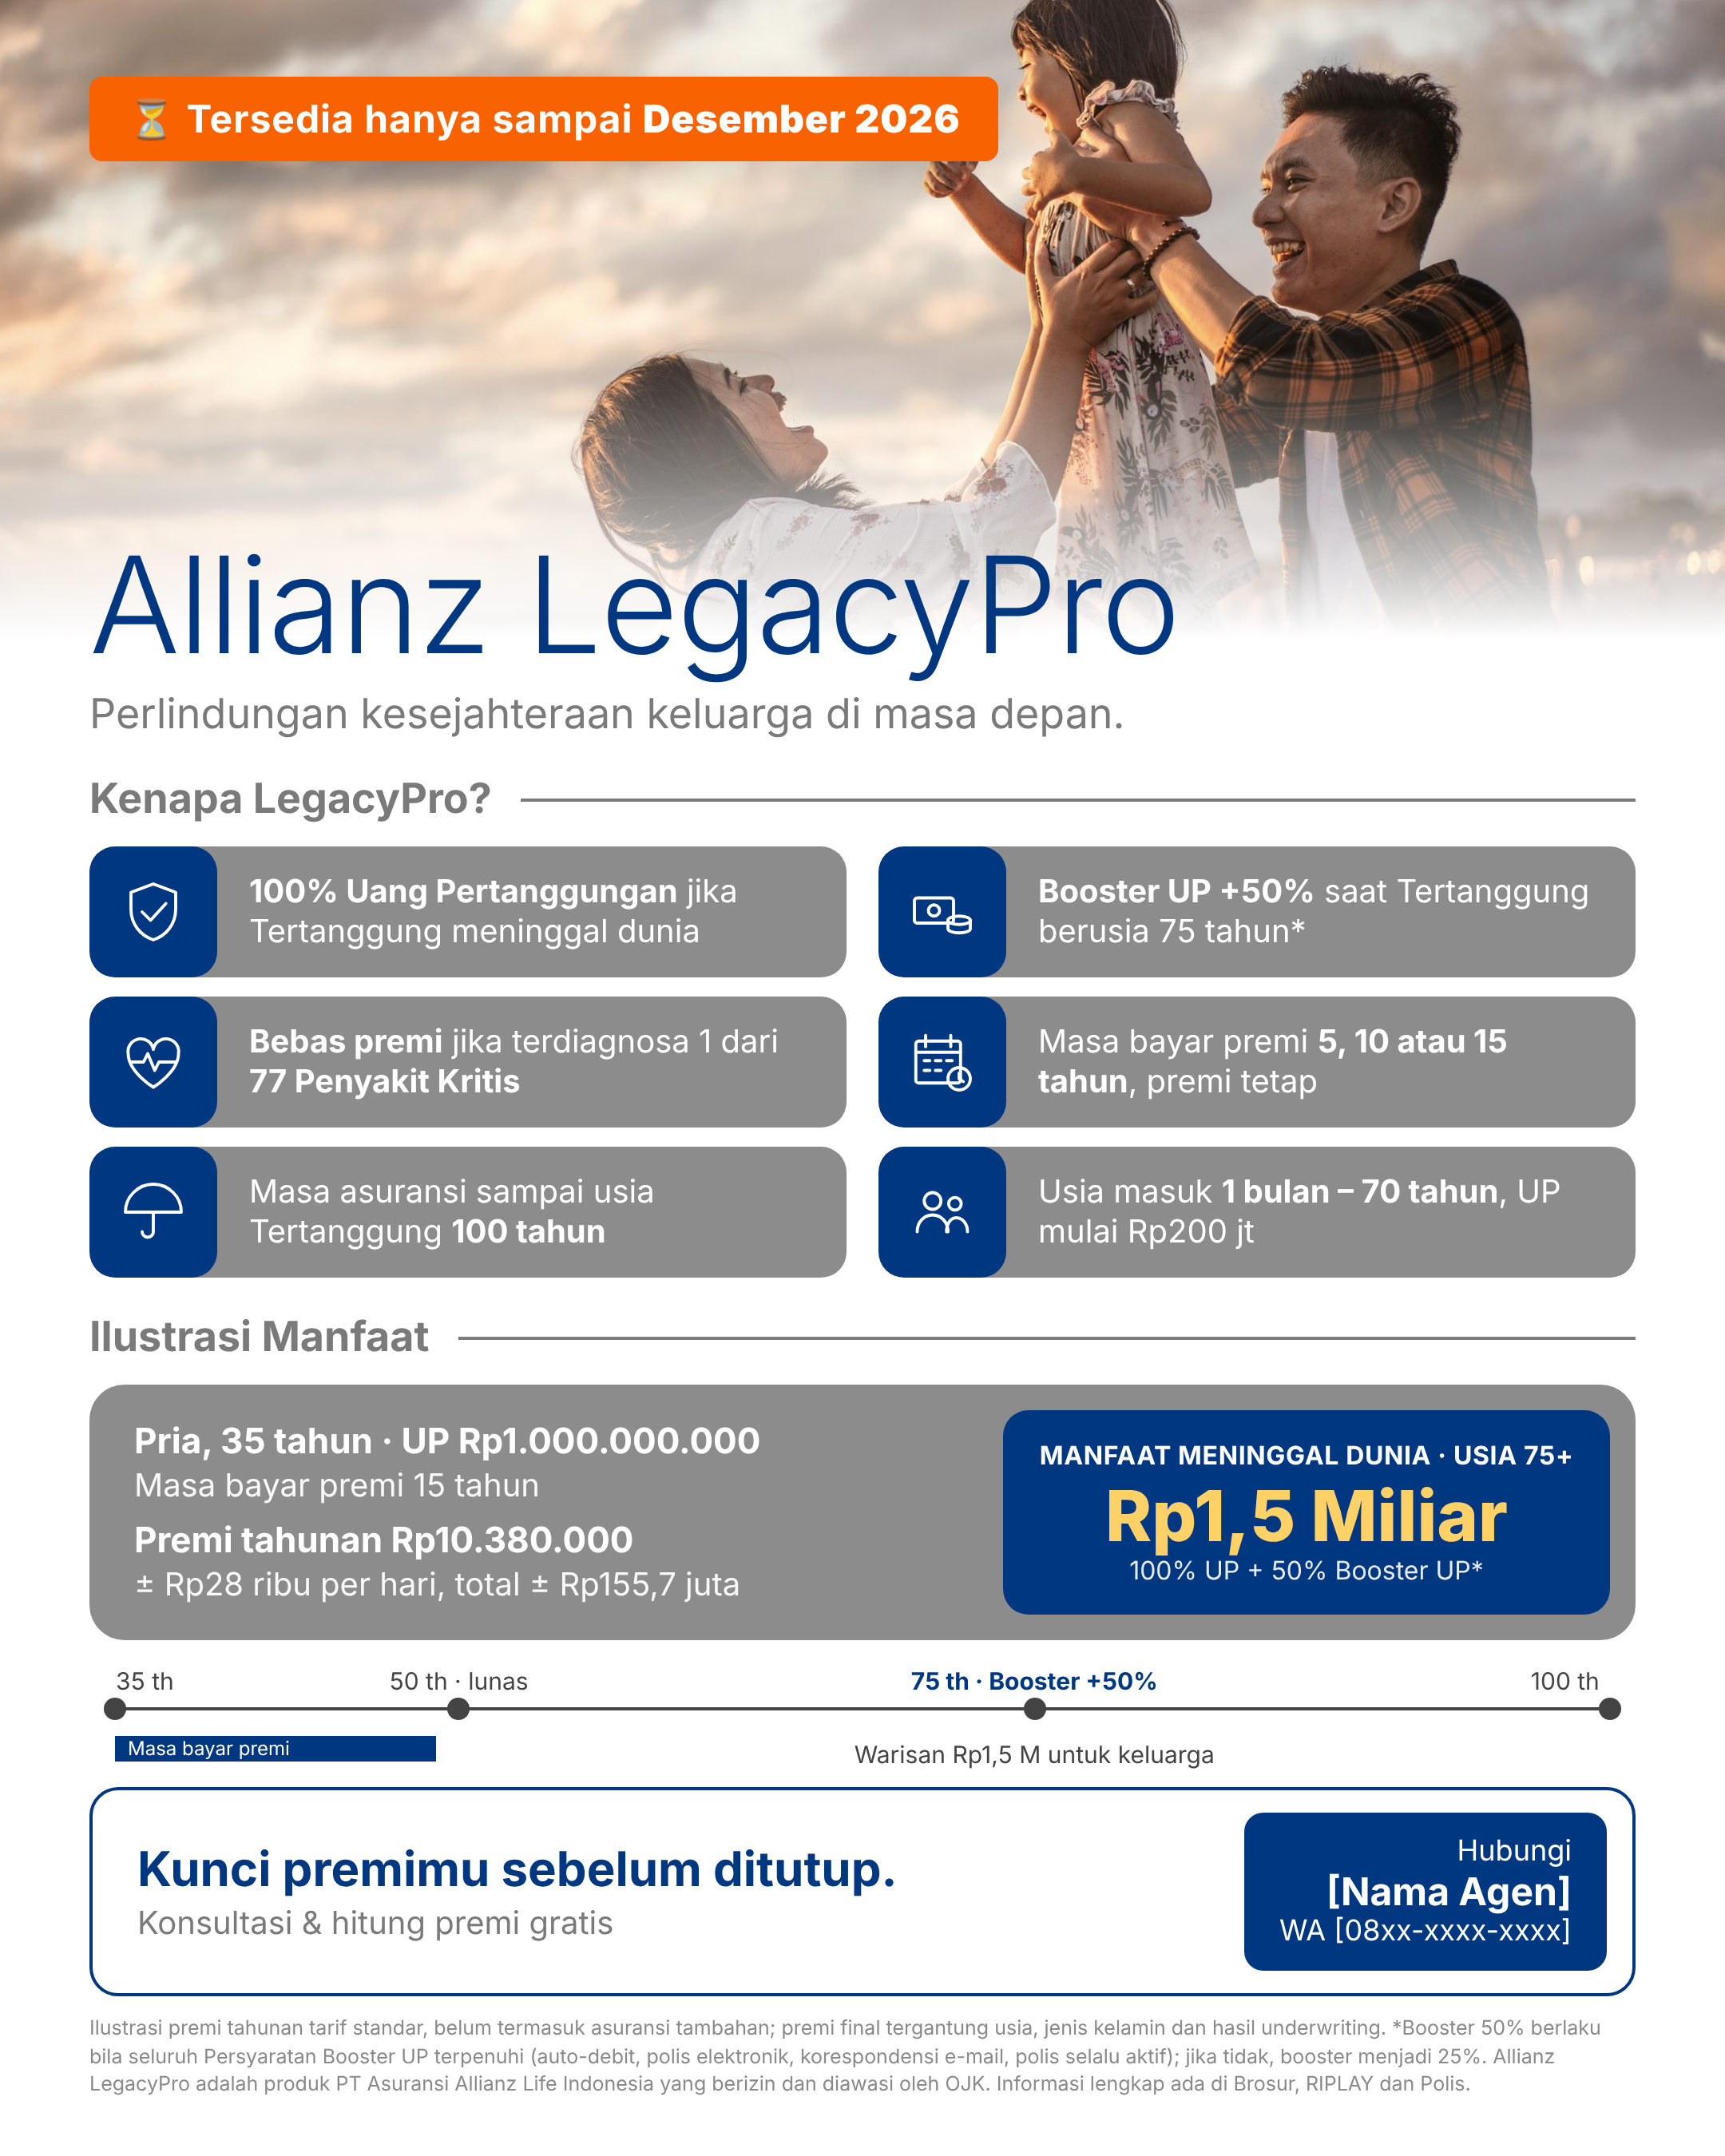 ⏳ Tersedia hanya sampai Desember 2026
Allianz LegacyPro
Perlindungan kesejahteraan keluarga di masa depan.
Kenapa LegacyPro?
100% Uang Pertanggungan jika
Tertanggung meninggal dunia
Booster UP +50% saat Tertanggung
berusia 75 tahun*
Bebas premi jika terdiagnosa 1 dari
77 Penyakit Kritis
Masa bayar premi 5, 10 atau 15
tahun, premi tetap
Masa asuransi sampai usia
Tertanggung 100 tahun
Usia masuk 1 bulan – 70 tahun, UP
mulai Rp200 jt
Ilustrasi Manfaat
Pria, 35 tahun · UP Rp1.000.000.000
Masa bayar premi 15 tahun
Premi tahunan Rp10.380.000
± Rp28 ribu per hari, total ± Rp155,7 juta
MANFAAT MENINGGAL DUNIA · USIA 75+
Rp1,5 Miliar
100% UP + 50% Booster UP*
35 th
50 th · lunas
75 th · Booster +50%
100 th
Masa bayar premi
Warisan Rp1,5 M untuk keluarga
Kunci premimu sebelum ditutup.
Konsultasi & hitung premi gratis
Hubungi
[Nama Agen]
WA [08xx-xxxx-xxxx]
Ilustrasi premi tahunan tarif standar, belum termasuk asuransi tambahan; premi final tergantung usia, jenis kelamin dan hasil underwriting. *Booster 50% berlaku
bila seluruh Persyaratan Booster UP terpenuhi (auto-debit, polis elektronik, korespondensi e-mail, polis selalu aktif); jika tidak, booster menjadi 25%. Allianz
LegacyPro adalah produk PT Asuransi Allianz Life Indonesia yang berizin dan diawasi oleh OJK. Informasi lengkap ada di Brosur, RIPLAY dan Polis.